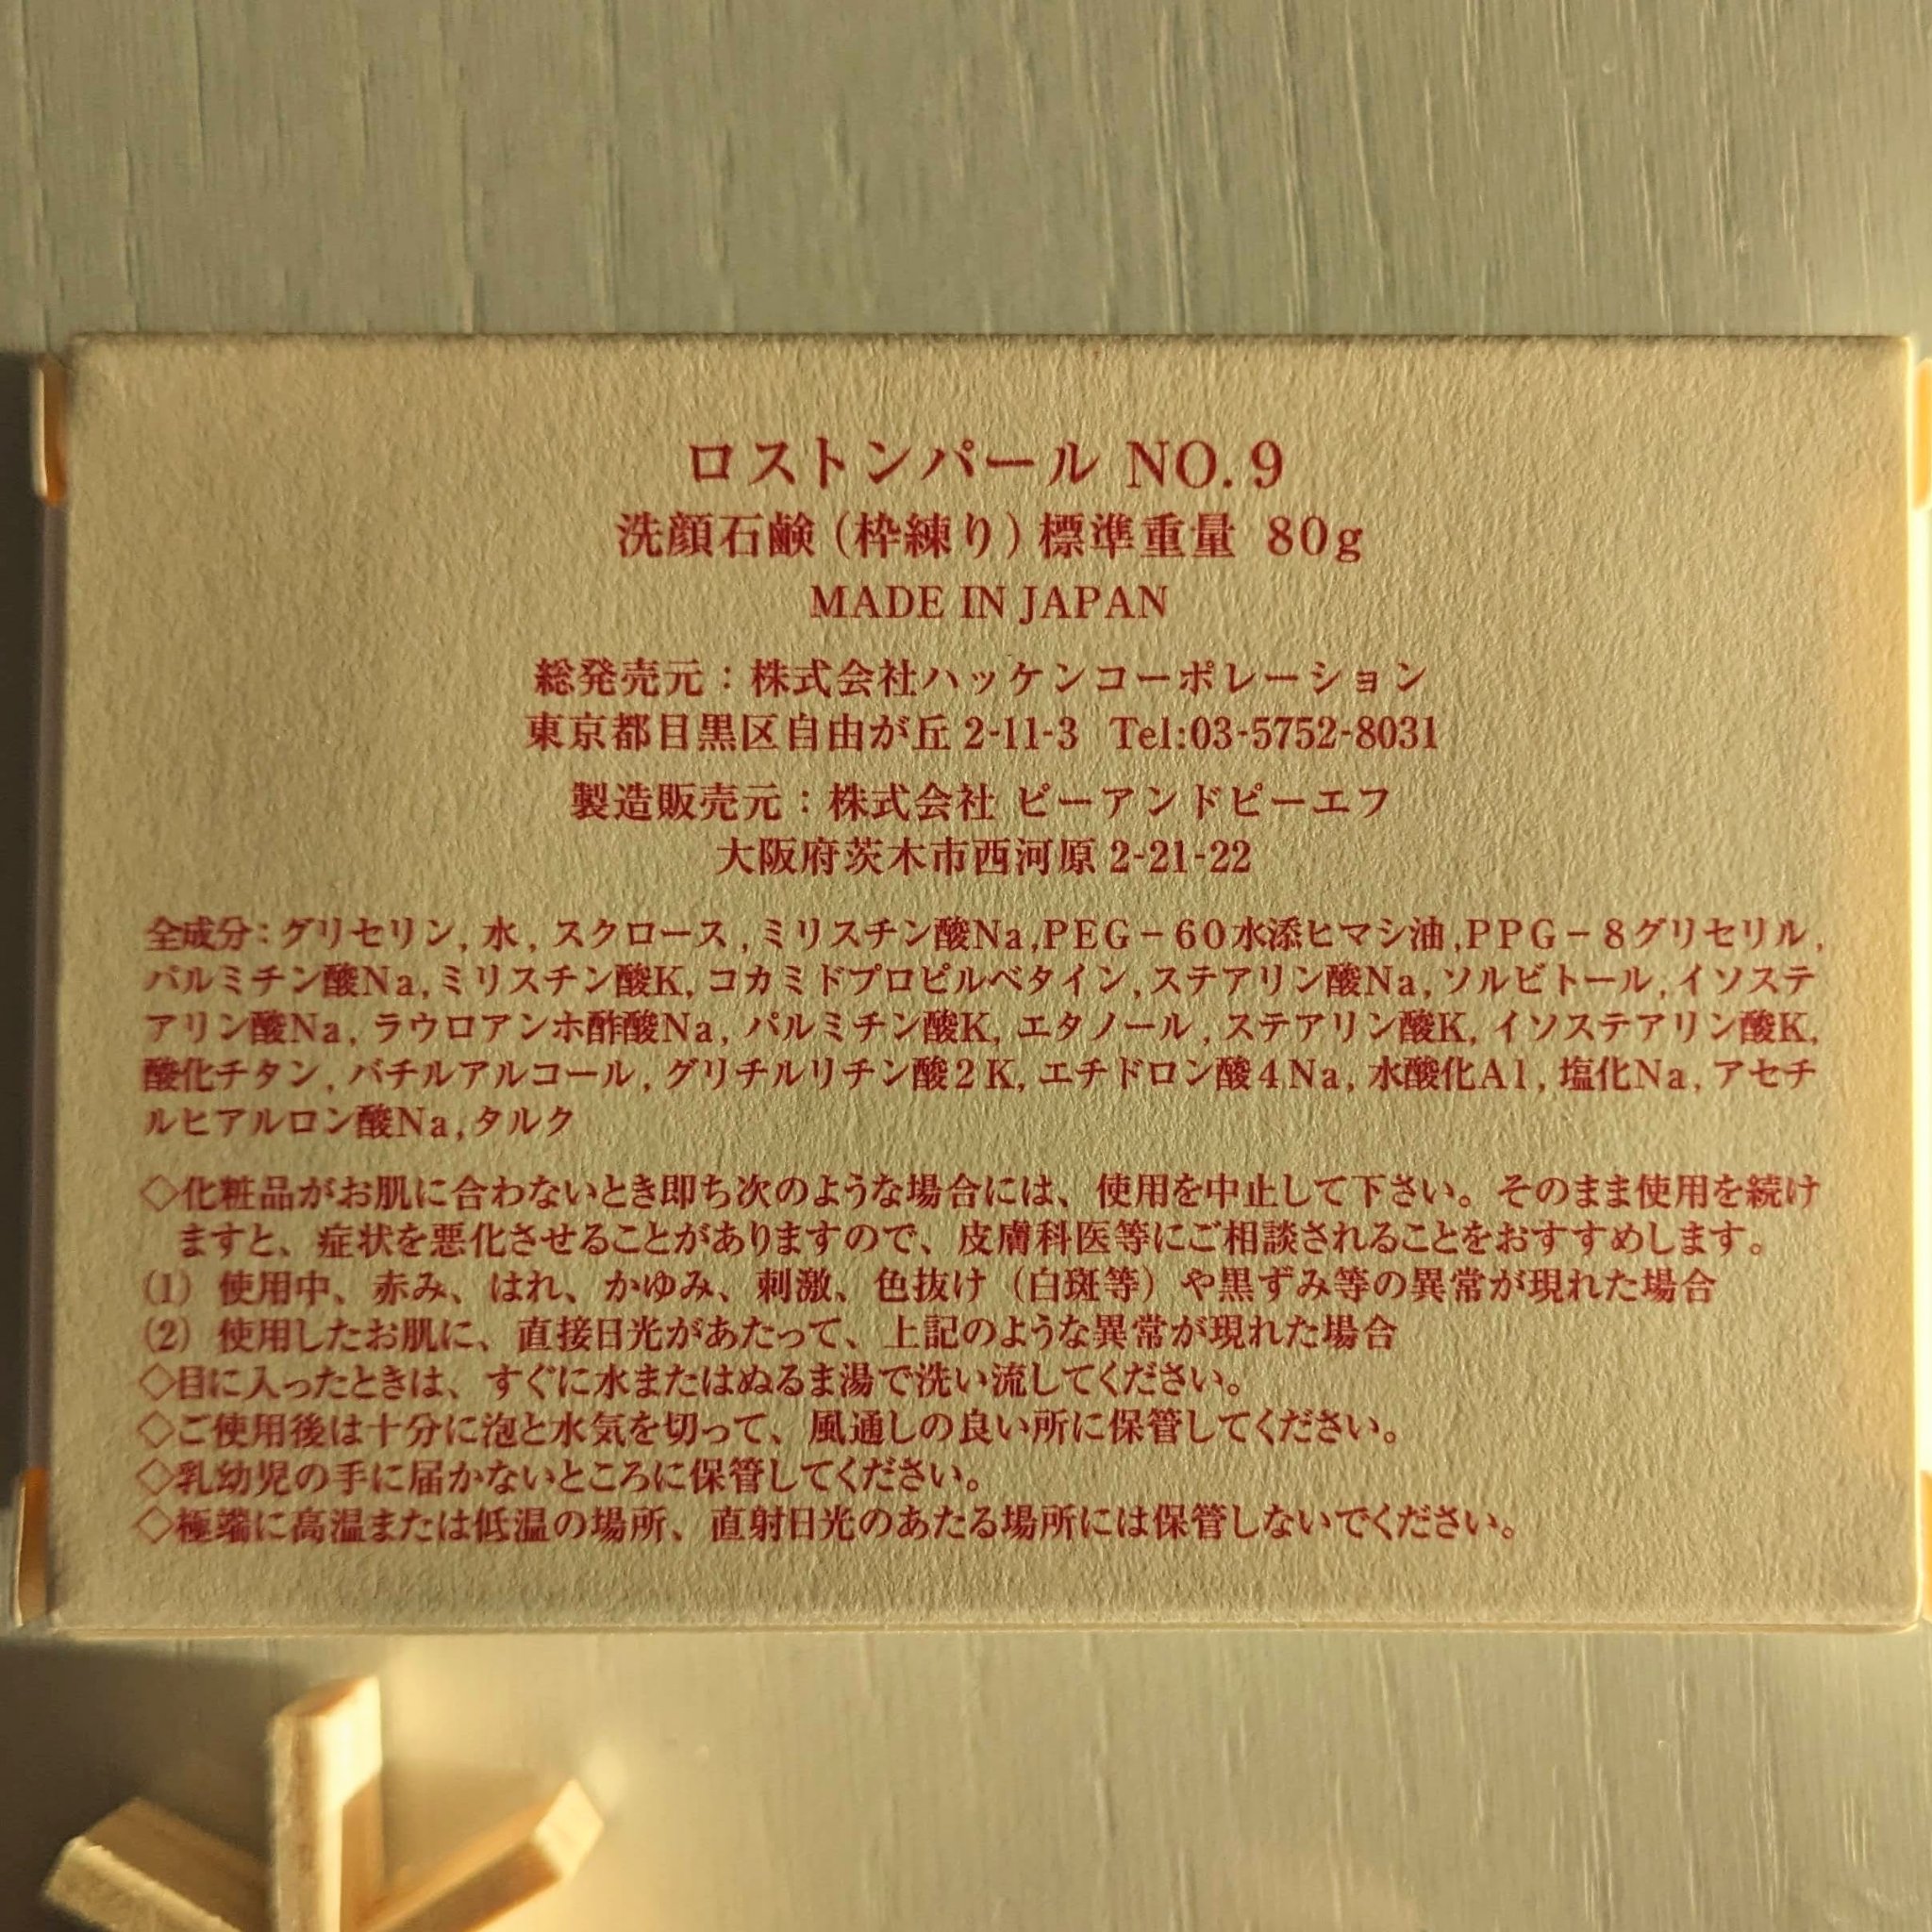 ロストンパール NO.9
洗顔石鹸(枠練り)標準重量 80g
MADE IN JAPAN
総発売元：株式会社ハッケンコーポレーション
東京都目黒区自由が丘 2-11-3 Tel:03-5752-8031
製造販売元：株式会社 ピーアンドピーエフ
大阪府茨木市西河原 2-21-22
全成分:グリセリン,水,スクロース,ミリスチン酸Na,PEG－60水添ヒマシ油,PPG－8グリセリル,
パルミチン酸Na,ミリスチン酸K,コカミドプロピルベタイン,ステアリン酸Na,ソルビトール,イソステ
アリン酸Na,ラウロアンホ酢酸Na,パルミチン酸K,エタノール,ステアリン酸K,イソステアリン酸K,
酸化チタン,バチルアルコール,グリチルリチン酸2K,エチドロン酸4Na,水酸化Al,塩化Na,アセチ
ルヒアルロン酸Na,タルク
◇化粧品がお肌に合わないとき即ち次のような場合には、使用を中止して下さい。そのまま使用を続け
ますと、症状を悪化させることがありますので、皮膚科医等にご相談されることをおすすめします。
(1) 使用中、赤み、はれ、かゆみ、刺激、色抜け（白斑等）や黒ずみ等の異常が現れた場合
(2) 使用したお肌に、直接日光があたって、上記のような異常が現れた場合
◇目に入ったときは、すぐに水またはぬるま湯で洗い流してください。
◇ご使用後は十分に泡と水気を切って、風通しの良い所に保管してください。
◇乳幼児の手に届かないところに保管してください。
◇極端に高温または低温の場所、直射日光のあたる場所には保管しないでください。